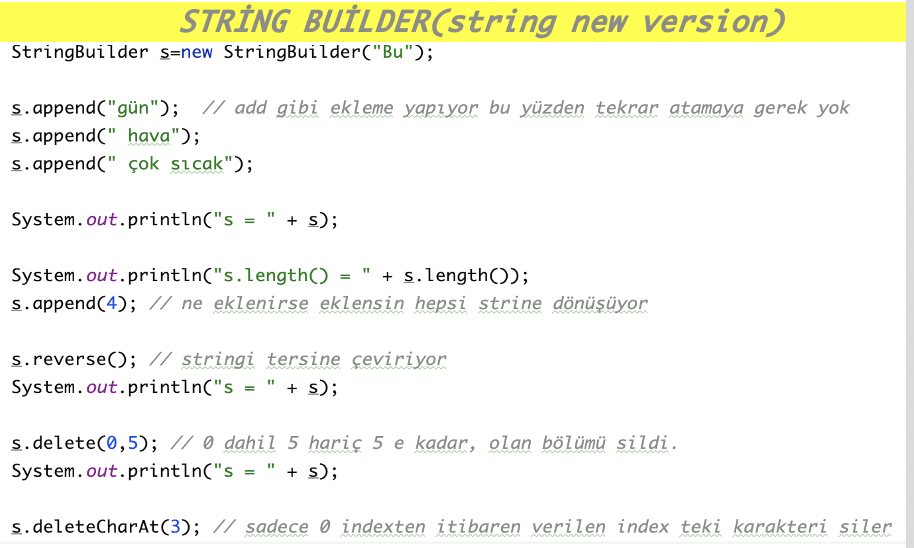 STRİNG BUİLDER(string new version)
StringBuilder s=new StringBuilder("Bu");
s.append("gün");  // add gibi ekleme yapıyor bu yüzden tekrar atamaya gerek yok
s.append(" hava");
s.append(" çok sıcak");
System.out.println("s = " + s);
System.out.println("s.length() = " + s.length());
s.append(4); // ne eklenirse eklensin hepsi strine dönüşüyor
s.reverse(); // stringi tersine çeviriyor
System.out.println("s = " + s);
s.delete(0,5); // 0 dahil 5 hariç 5 e kadar, olan bölümü sildi.
System.out.println("s = " + s);
s.deleteCharAt(3); // sadece 0 indexten itibaren verilen index teki karakteri siler